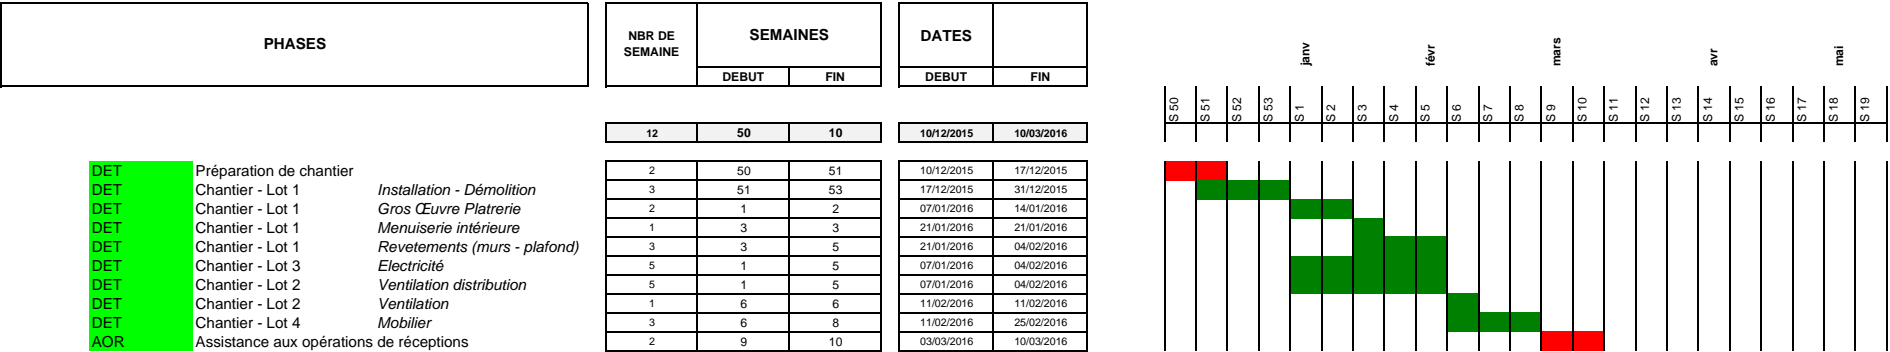 PHASES
NBR DE SEMAINE
SEMAINES
DATES
DEBUT FIN DEBUT FIN
janv févr mars avr mai
S 50 S 51 S 52 S 53 S 1 S 2 S 3 S 4 S 5 S 6 S 7 S 8 S 9 S 10 S 11 S 12 S 13 S 14 S 15 S 16 S 17 S 18 S 19
12 50 10 10/12/2015 10/03/2016
DET Préparation de chantier 2 50 51 10/12/2015 17/12/2015
DET Chantier - Lot 1 Installation - Démolition 3 51 53 17/12/2015 31/12/2015
DET Chantier - Lot 1 Gros Œuvre Platrerie 2 1 2 07/01/2016 14/01/2016
DET Chantier - Lot 1 Menuiserie intérieure 1 3 3 21/01/2016 21/01/2016
DET Chantier - Lot 1 Revetements (murs - plafond) 3 3 5 21/01/2016 04/02/2016
DET Chantier - Lot 3 Electricité 5 1 5 07/01/2016 04/02/2016
DET Chantier - Lot 2 Ventilation distribution 5 1 5 07/01/2016 04/02/2016
DET Chantier - Lot 2 Ventilation 1 6 6 11/02/2016 11/02/2016
DET Chantier - Lot 4 Mobilier 3 6 8 11/02/2016 25/02/2016
AOR Assistance aux opérations de réceptions 2 9 10 03/03/2016 10/03/2016